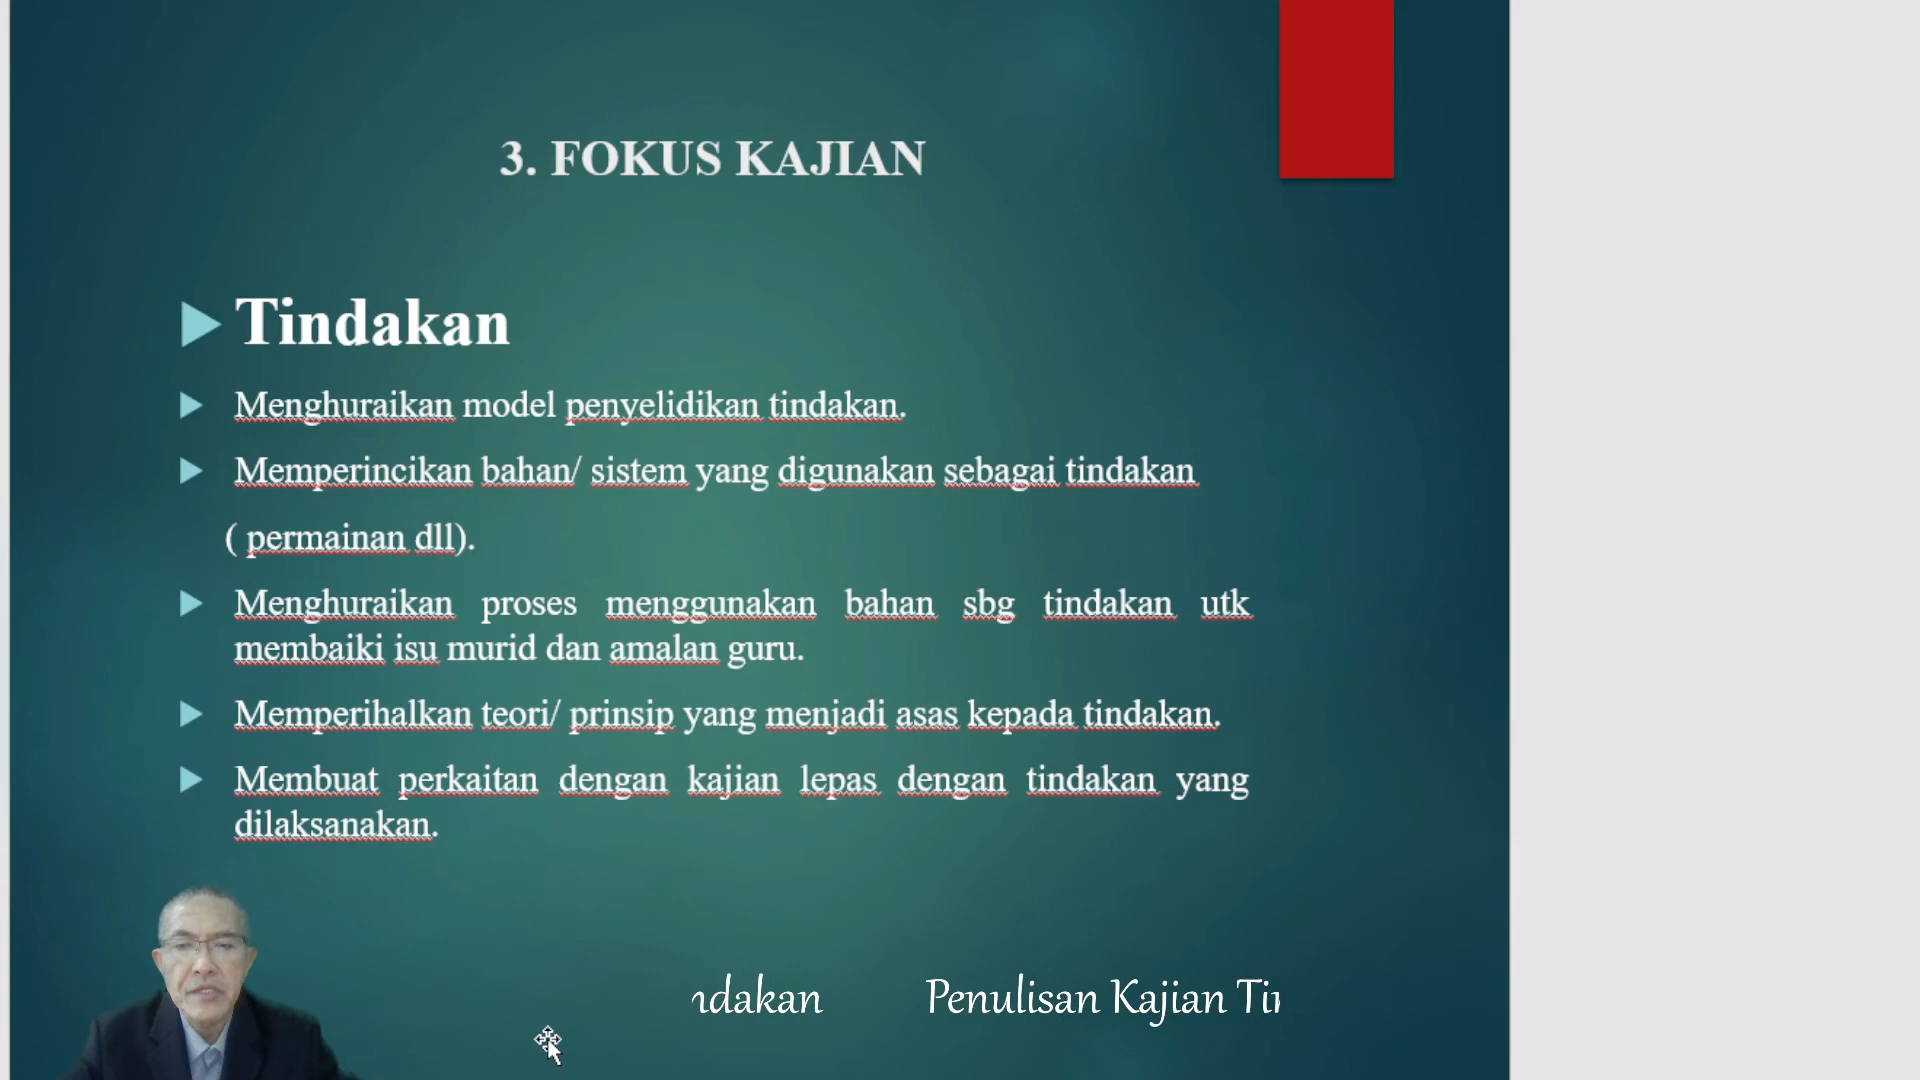 3. FOKUS KAJIAN
Tindakan
Menghuraikan model penyelidikan tindakan.
Memperincikan bahan/ sistem yang digunakan sebagai tindakan
( permainan dll).
Menghuraikan proses menggunakan bahan sbg tindakan utk
membaiki isu murid dan amalan guru.
Memperihalkan teori/ prinsip yang menjadi asas kepada tindakan.
Membuat perkaitan dengan kajian lepas dengan tindakan yang
dilaksanakan.
ndakan Penulisan Kajian Tin